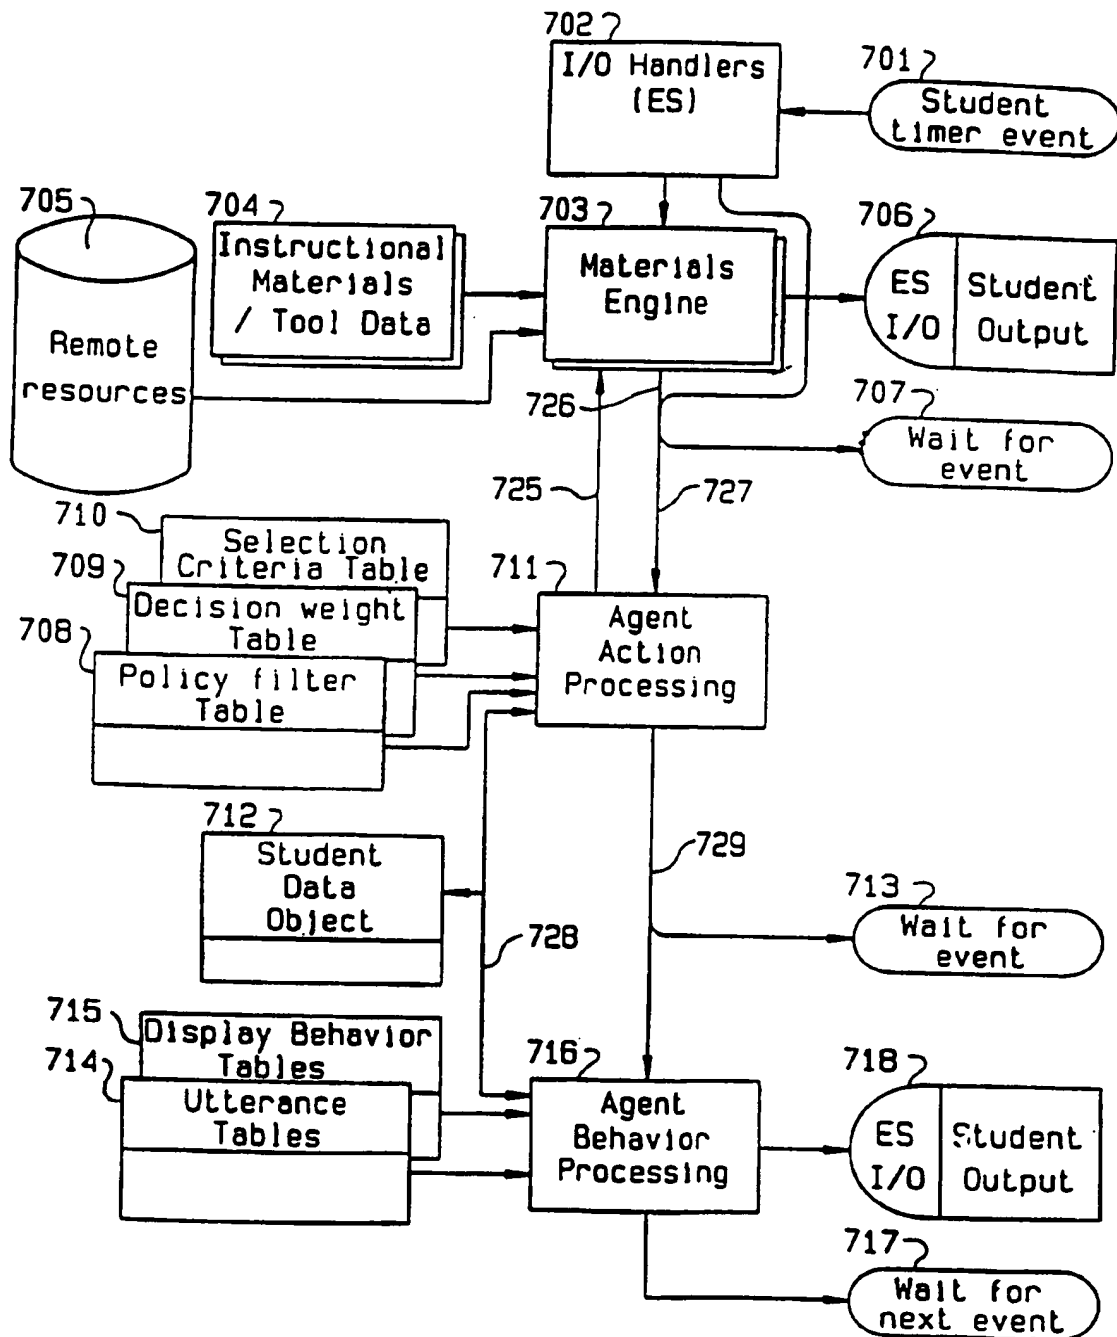 702
I/O Handlers
(ES)
701
Student
timer event
705
Remote
resources
704
Instructional
Materials
/ Tool Data
703
Materials
Engine
706
ES
I/O
Student
Output
726
707
Wait for
event
725
727
710
Selection
Criteria Table
709
Decision weight
Table
708
Policy filter
Table
711
Agent
Action
Processing
712
Student
Data
Object
729
728
713
Wait for
event
715
Display Behavior
Tables
714
Utterance
Tables
716
Agent
Behavior
Processing
718
ES
I/O
Student
Output
717
Wait for
next event